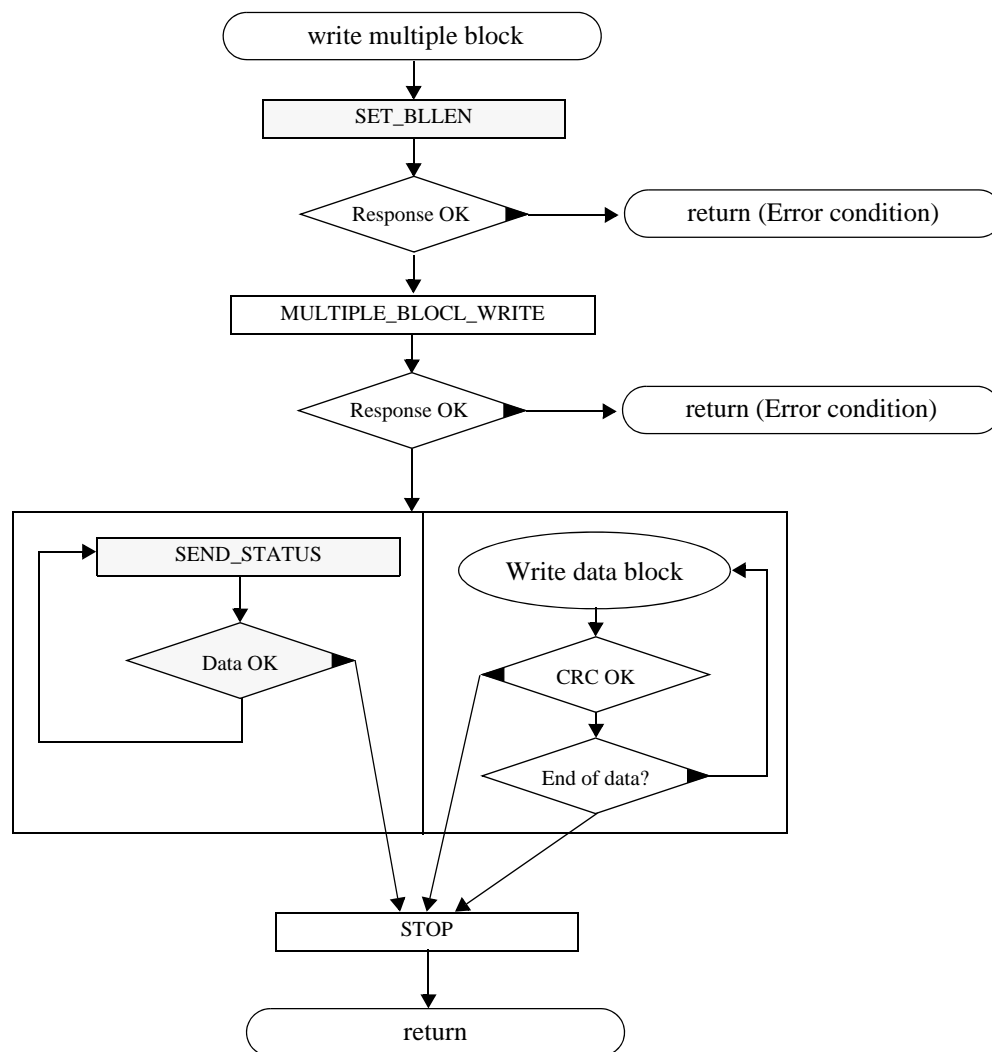 write multiple block
SET_BLLEN
Response OK
return (Error condition)
MULTIPLE_BLOCL_WRITE
Response OK
return (Error condition)
SEND_STATUS
Data OK
Write data block
CRC OK
End of data?
STOP
return